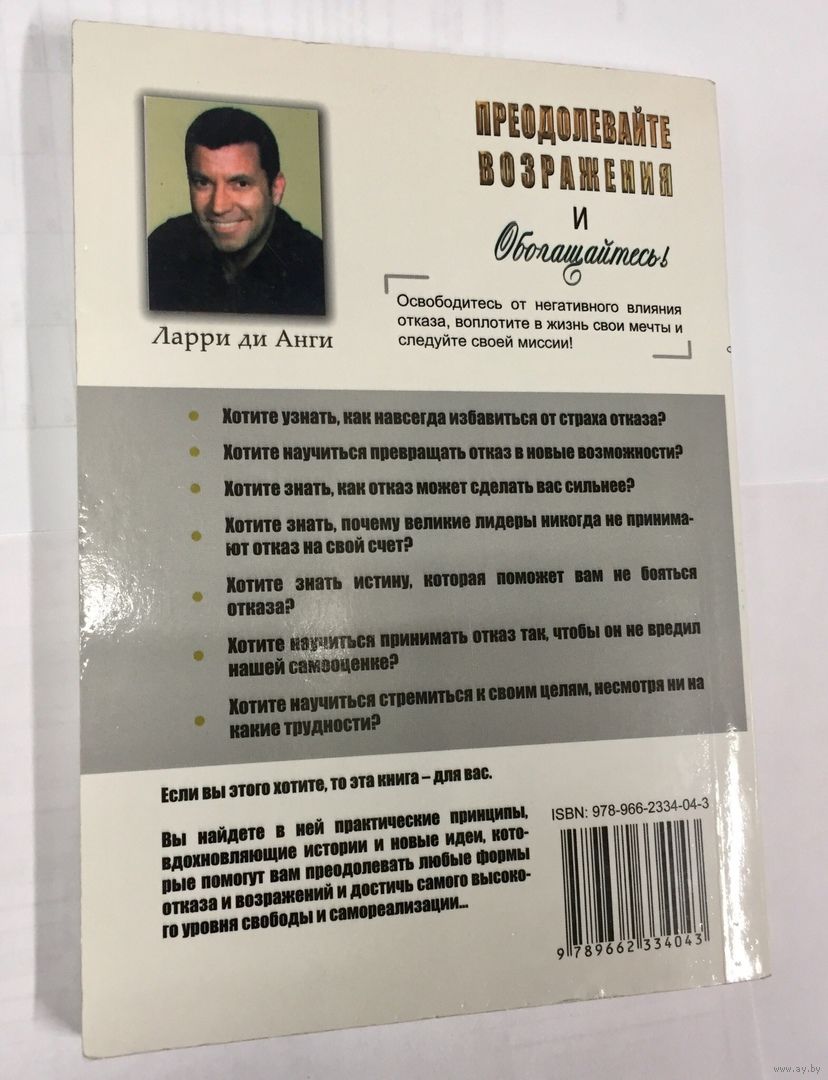 ПРЕОДОЛЕВАЙТЕ
ВОЗРАЖЕНИЯ
И
Обогащайтесь!
Освободитесь от негативного влияния
отказа, воплотите в жизнь свои мечты и
следуйте своей миссии!
Ларри ди Анги
• Хотите узнать, как навсегда избавиться от страха отказа?
• Хотите научиться превращать отказ в новые возможности?
• Хотите знать, как отказ может сделать вас сильнее?
• Хотите знать, почему великие лидеры никогда не принима-
ют отказ на свой счет?
• Хотите знать истину, которая поможет вам не бояться
отказа?
• Хотите научиться принимать отказ так, чтобы он не вредил
нашей самооценке?
• Хотите научиться стремиться к своим целям, несмотря ни на
какие трудности?
Если вы этого хотите, то эта книга – для вас.
Вы найдете в ней практические принципы,
вдохновляющие истории и новые идеи, кото-
рые помогут вам преодолевать любые формы
отказа и возражений и достичь самого высоко-
го уровня свободы и самореализации...
ISBN: 978-966-2334-04-3
9 789662 334043
www.ay.by